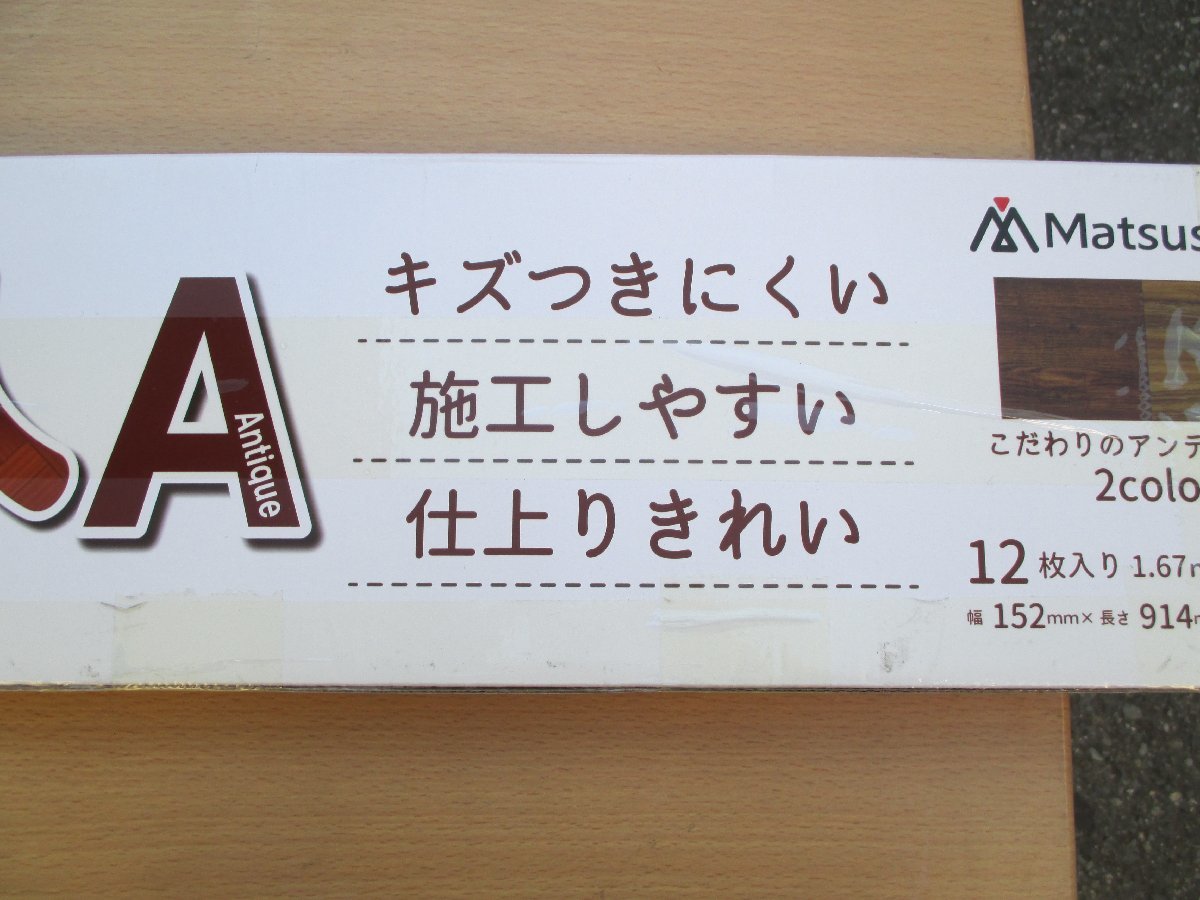 A
Antique
キズつきにくい
施工しやすい
仕上りきれい
Matsus
こだわりのアンテ
2colo
12枚入り 1.67
幅 152mm×長さ 914